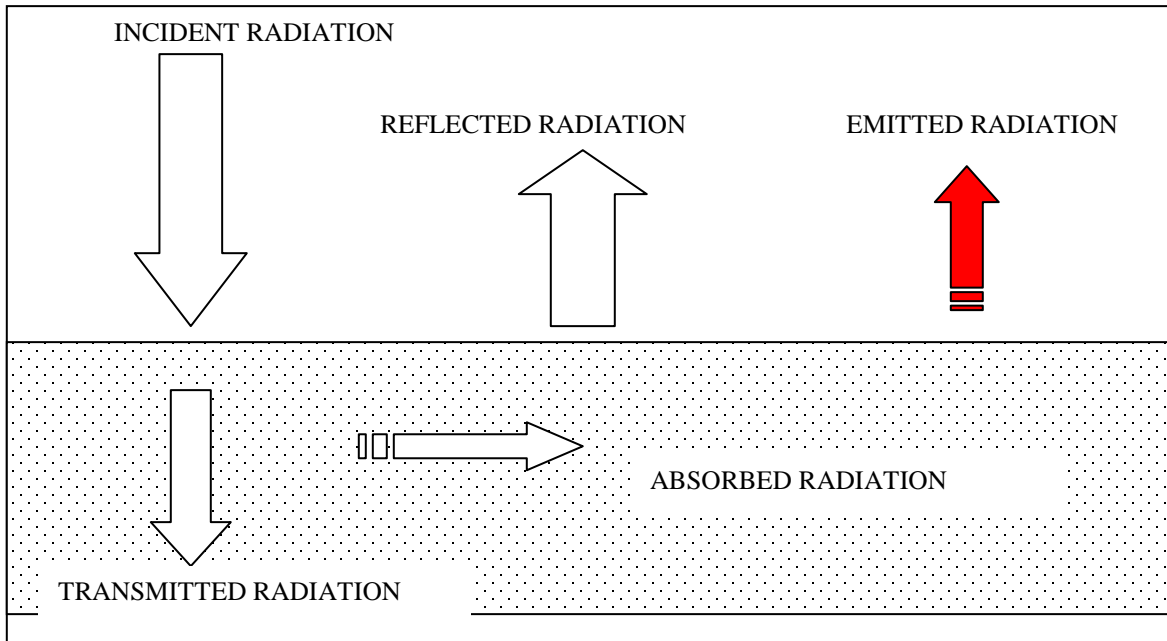 INCIDENT RADIATION
REFLECTED RADIATION
EMITTED RADIATION
ABSORBED RADIATION
TRANSMITTED RADIATION